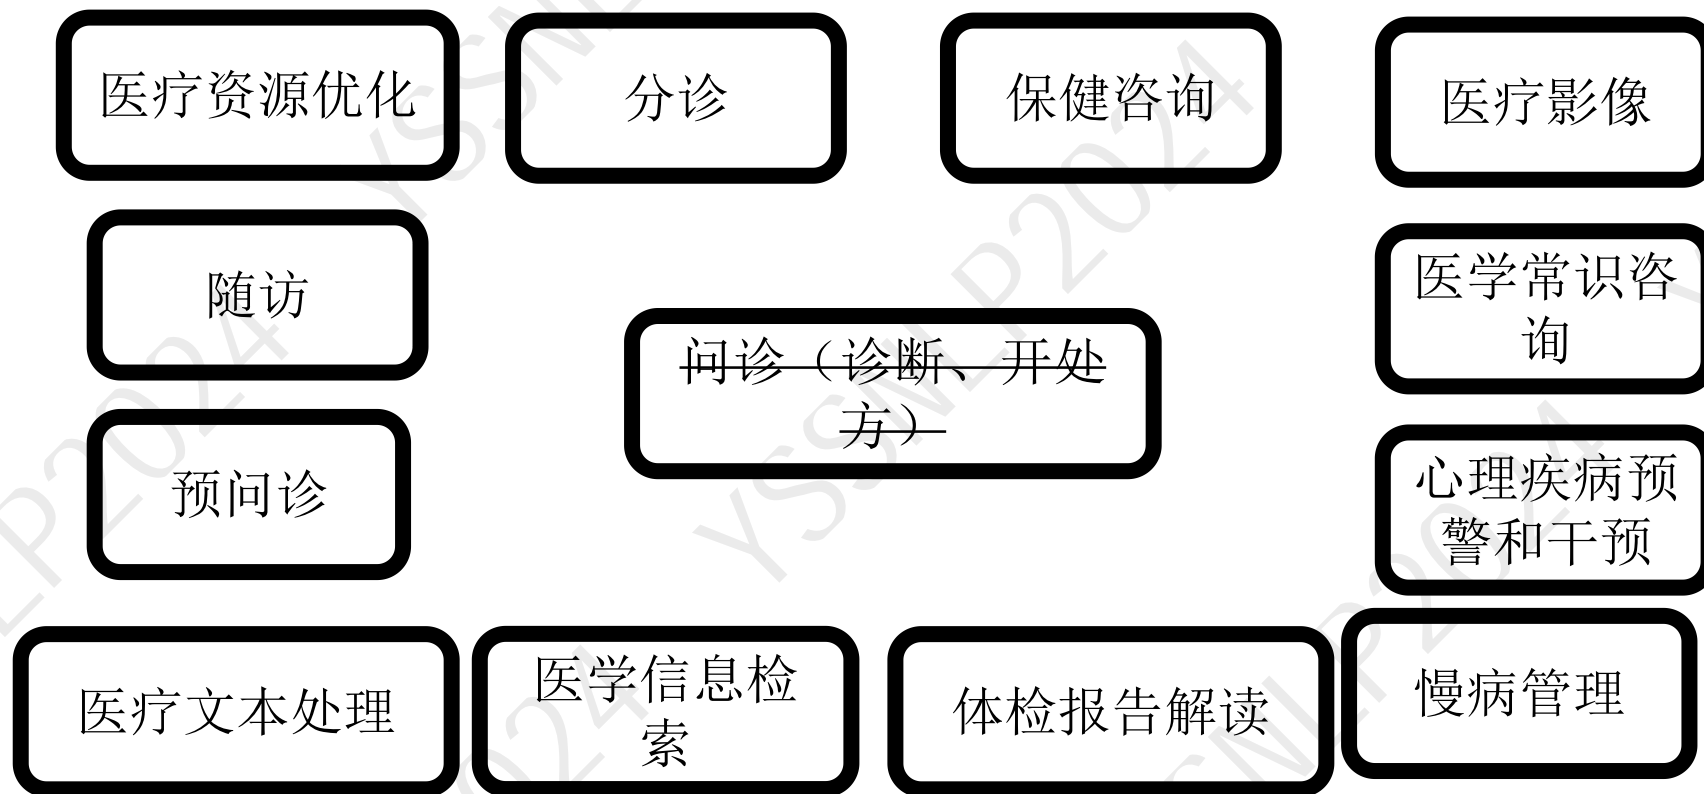 医疗资源优化
分诊
保健咨询
医疗影像
随访
医学常识咨
询
问诊（诊断、开处
方）
预问诊
心理疾病预
警和干预
医疗文本处理
医学信息检
索
体检报告解读
慢病管理
YSSNLP2024